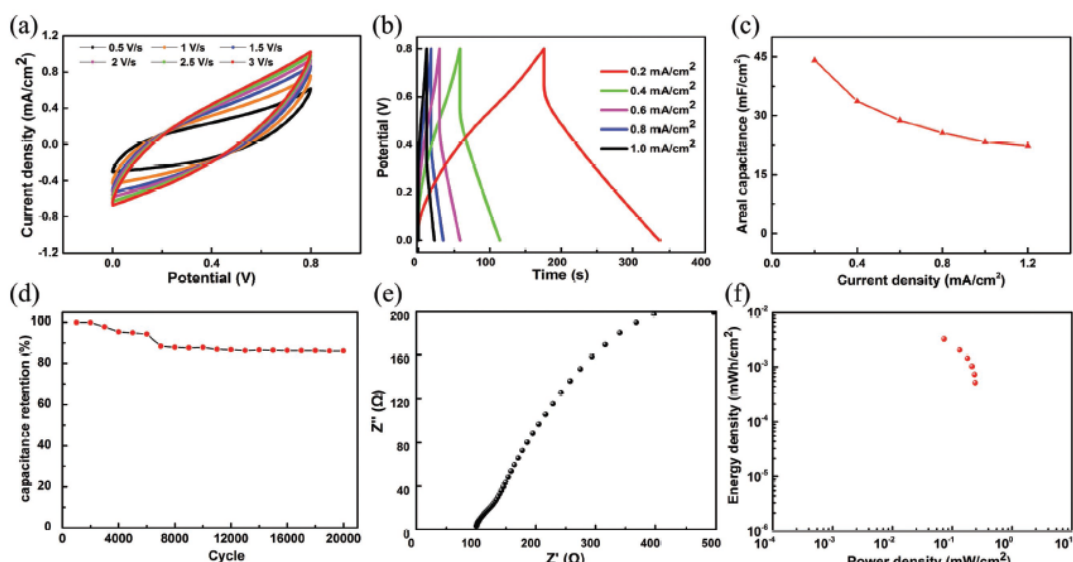 (a)
1.2
0.8
0.4
0.0
-0.4
-0.8
-1.2
Current density (mA/cm²)
0.5 V/s 1 V/s 1.5 V/s
2 V/s 2.5 V/s 3 V/s
0.0 0.4 0.8
Potential (V)
(b)
0.8
0.6
0.4
0.2
0.0
Potential (V)
0.2 mA/cm²
0.4 mA/cm²
0.6 mA/cm²
0.8 mA/cm²
1.0 mA/cm²
0 100 200 300 400
Time (s)
(c)
45
30
15
0
Areal capacitance (mF/cm²)
0.0 0.4 0.8 1.2
Current density (mA/cm²)
(d)
100
80
60
40
20
0
capacitance retention (%)
0 4000 8000 12000 16000 20000
Cycle
(e)
200
160
120
80
40
0
Z'' (Ω)
0 100 200 300 400 500
Z' (Ω)
(f)
10⁻²
10⁻³
10⁻⁴
10⁻⁵
10⁻⁶
Energy density (mWh/cm²)
10⁻⁴ 10⁻³ 10⁻² 10⁻¹ 10⁰ 10
Power density (mW/cm²)